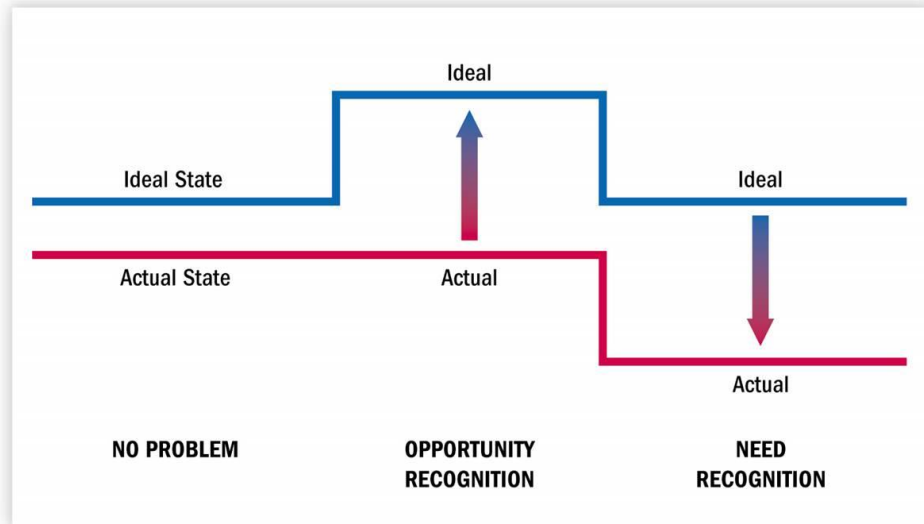 Ideal
Ideal State
Ideal
Actual State
Actual
Actual
NO PROBLEM
OPPORTUNITY
RECOGNITION
NEED
RECOGNITION